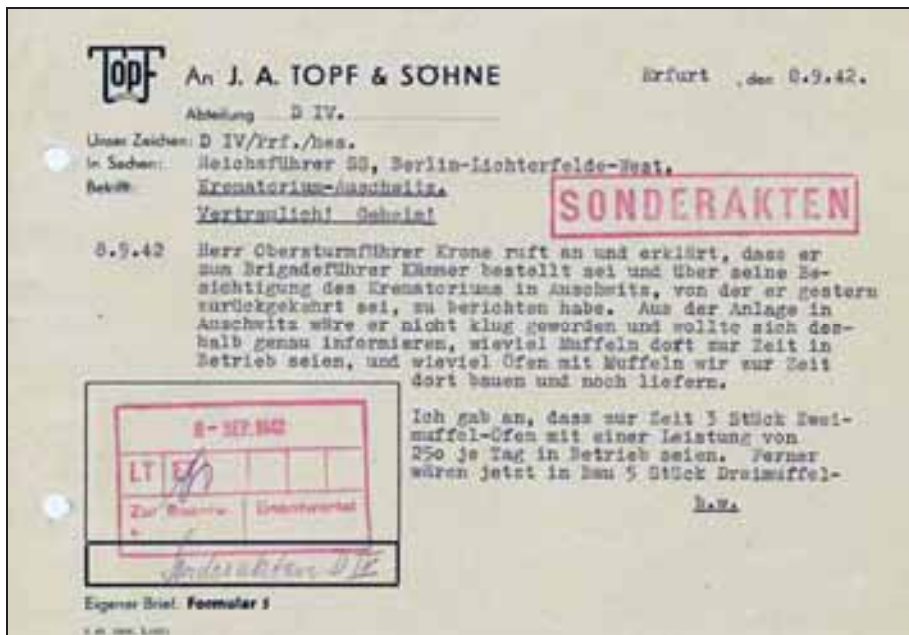 TOPF
An J. A. TOPF & SÖHNE
Erfurt , den 8.9.42.
Abteilung D IV.
Unser Zeichen: D IV/Prf./hes.
In Sachen: Reichsführer SS, Berlin-Lichterfelde-West.
Betrifft: Krematorium-Auschwitz.
Vertraulich! Geheim!
SONDERAKTEN
8.9.42 Herr Obersturmführer Krone ruft an und erklärt, dass er
zum Brigadeführer Kämmer bestellt sei und über seine Be-
sichtigung des Krematoriums in Auschwitz, von der er gestern
zurückgekehrt sei, zu berichten habe. Aus der Anlage in
Auschwitz wäre er nicht klug geworden und wollte sich des-
halb genau informieren, wieviel Muffeln dort zur Zeit in
Betrieb seien, und wieviel Öfen mit Muffeln wir zur Zeit
dort bauen und noch liefern.
Ich gab an, dass zur Zeit 3 Stück Zwei-
muffel-Öfen mit einer Leistung von
250 je Tag in Betrieb seien. Ferner
wären jetzt in Bau 5 Stück Dreimuffel-
b.w.
8-SEP.1942
LT
Zur
Sonderakten D IV
Eigener Brief. Formular 1